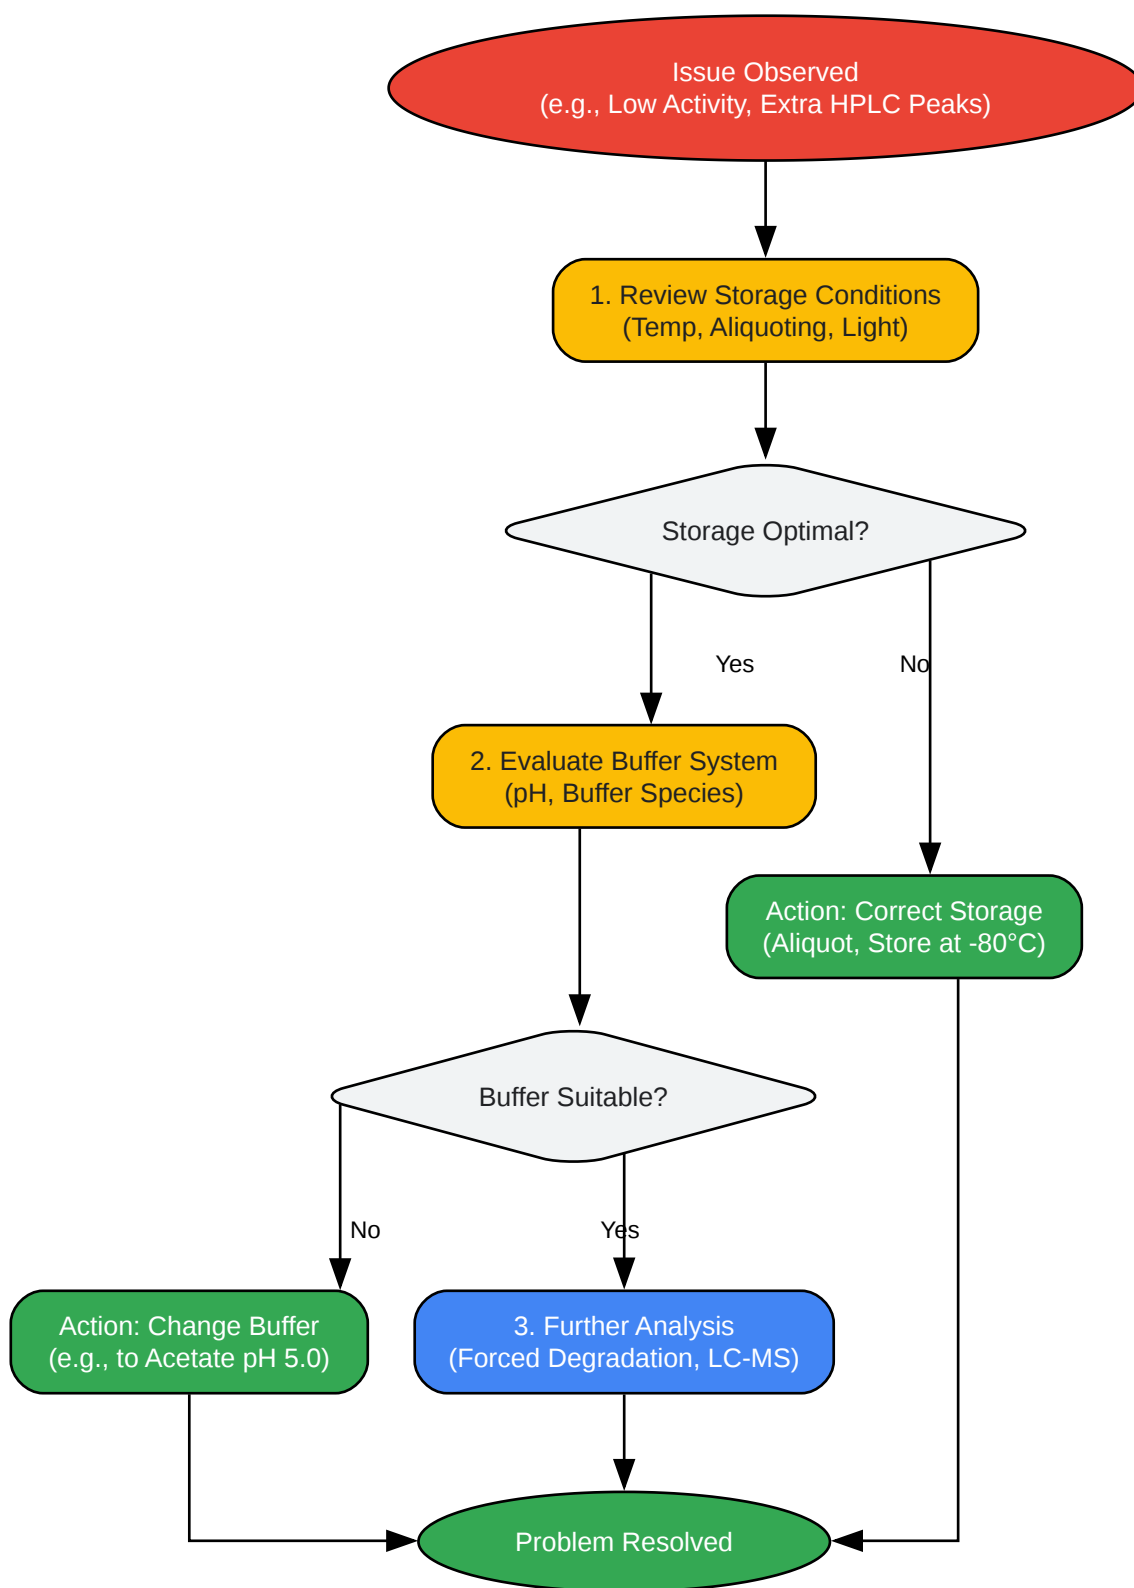 Issue Observed
(e.g., Low Activity, Extra HPLC Peaks)
1. Review Storage Conditions
(Temp, Aliquoting, Light)
Storage Optimal?
Yes
No
2. Evaluate Buffer System
(pH, Buffer Species)
Action: Correct Storage
(Aliquot, Store at -80°C)
Buffer Suitable?
No
Yes
Action: Change Buffer
(e.g., to Acetate pH 5.0)
3. Further Analysis
(Forced Degradation, LC-MS)
Problem Resolved